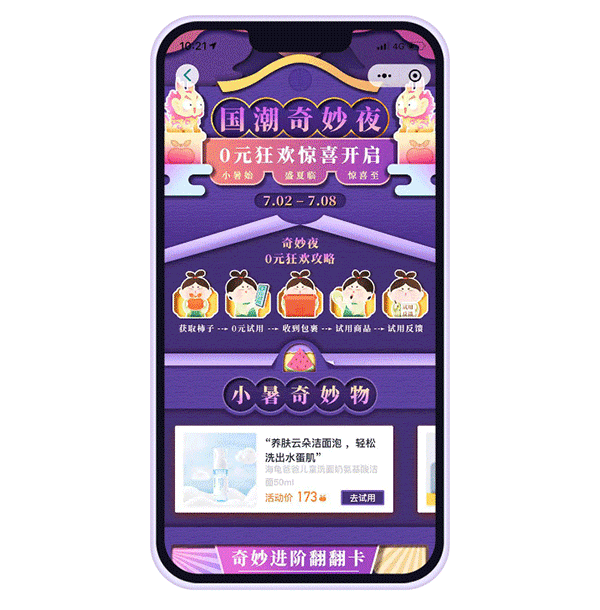 10:21
4G
国潮奇妙夜
0元狂欢惊喜开启
小暑始 盛夏临 惊喜至
7.02 – 7.08
奇妙夜
0元狂欢攻略
获取柿子 0元试用 收到包裹 试用商品 试用反馈
小暑奇妙物
“养肤云朵洁面泡，轻松
洗出水蛋肌”
海龟爸爸儿童洗面奶氨基酸洁
面50ml
活动价 173
去试用
奇妙进阶翻翻卡